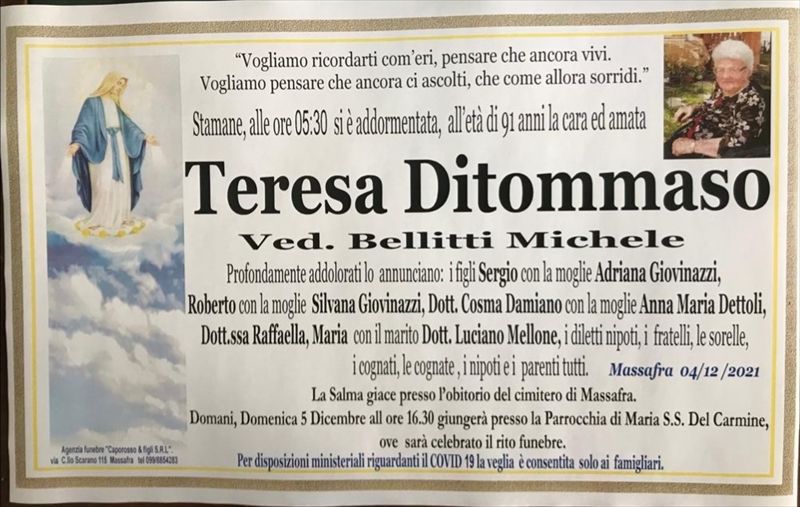 “Vogliamo ricordarti com’eri, pensare che ancora vivi.
Vogliamo pensare che ancora ci ascolti, che come allora sorridi.”
Stamane, alle ore 05:30 si è addormentata, all’età di 91 anni la cara ed amata
Teresa Ditommaso
Ved. Bellitti Michele
Profondamente addolorati lo annunciano: i figli Sergio con la moglie Adriana Giovinazzi,
Roberto con la moglie Silvana Giovinazzi, Dott. Cosma Damiano con la moglie Anna Maria Dettoli,
Dott.ssa Raffaella, Maria con il marito Dott. Luciano Mellone, i diletti nipoti, i fratelli, le sorelle,
i cognati, le cognate , i nipoti e i parenti tutti. Massafra 04/12/2021
La Salma giace presso l’obitorio del cimitero di Massafra.
Domani, Domenica 5 Dicembre all ore 16.30 giungerà presso la Parrocchia di Maria S.S. Del Carmine,
ove sarà celebrato il rito funebre.
Per disposizioni ministeriali riguardanti il COVID 19 la veglia è consentita solo ai famigliari.
Agenzia funebre "Caporosso & figli S.R.L".
via C.llo Scarano 115 Massafra tel 099/8854283